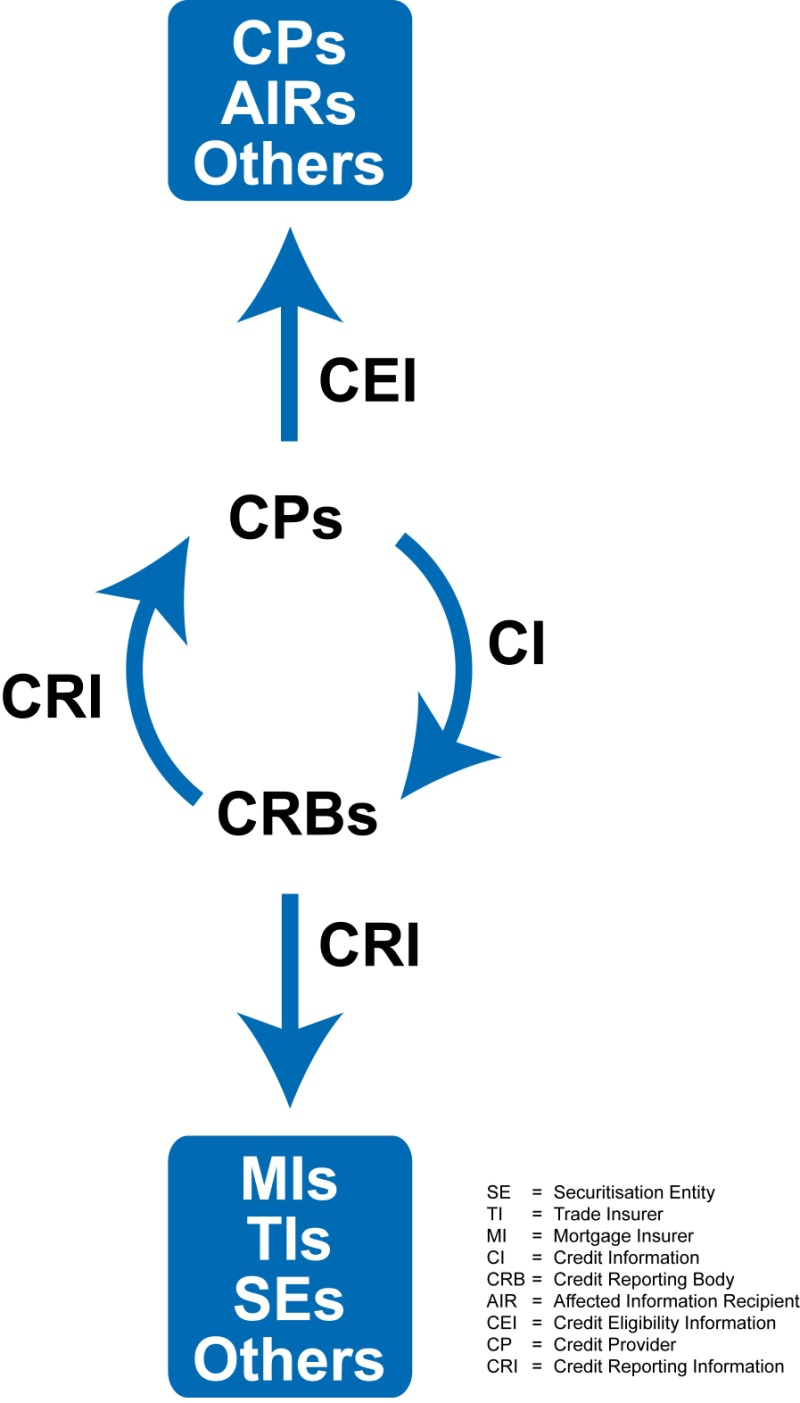 CPs
AIRs
Others
CEI
CPs
CI
CRI
CRBs
CRI
MIs
TIs
SEs
Others
SE = Securitisation Entity
TI = Trade Insurer
MI = Mortgage Insurer
CI = Credit Information
CRB = Credit Reporting Body
AIR = Affected Information Recipient
CEI = Credit Eligibility Information
CP = Credit Provider
CRI = Credit Reporting Information